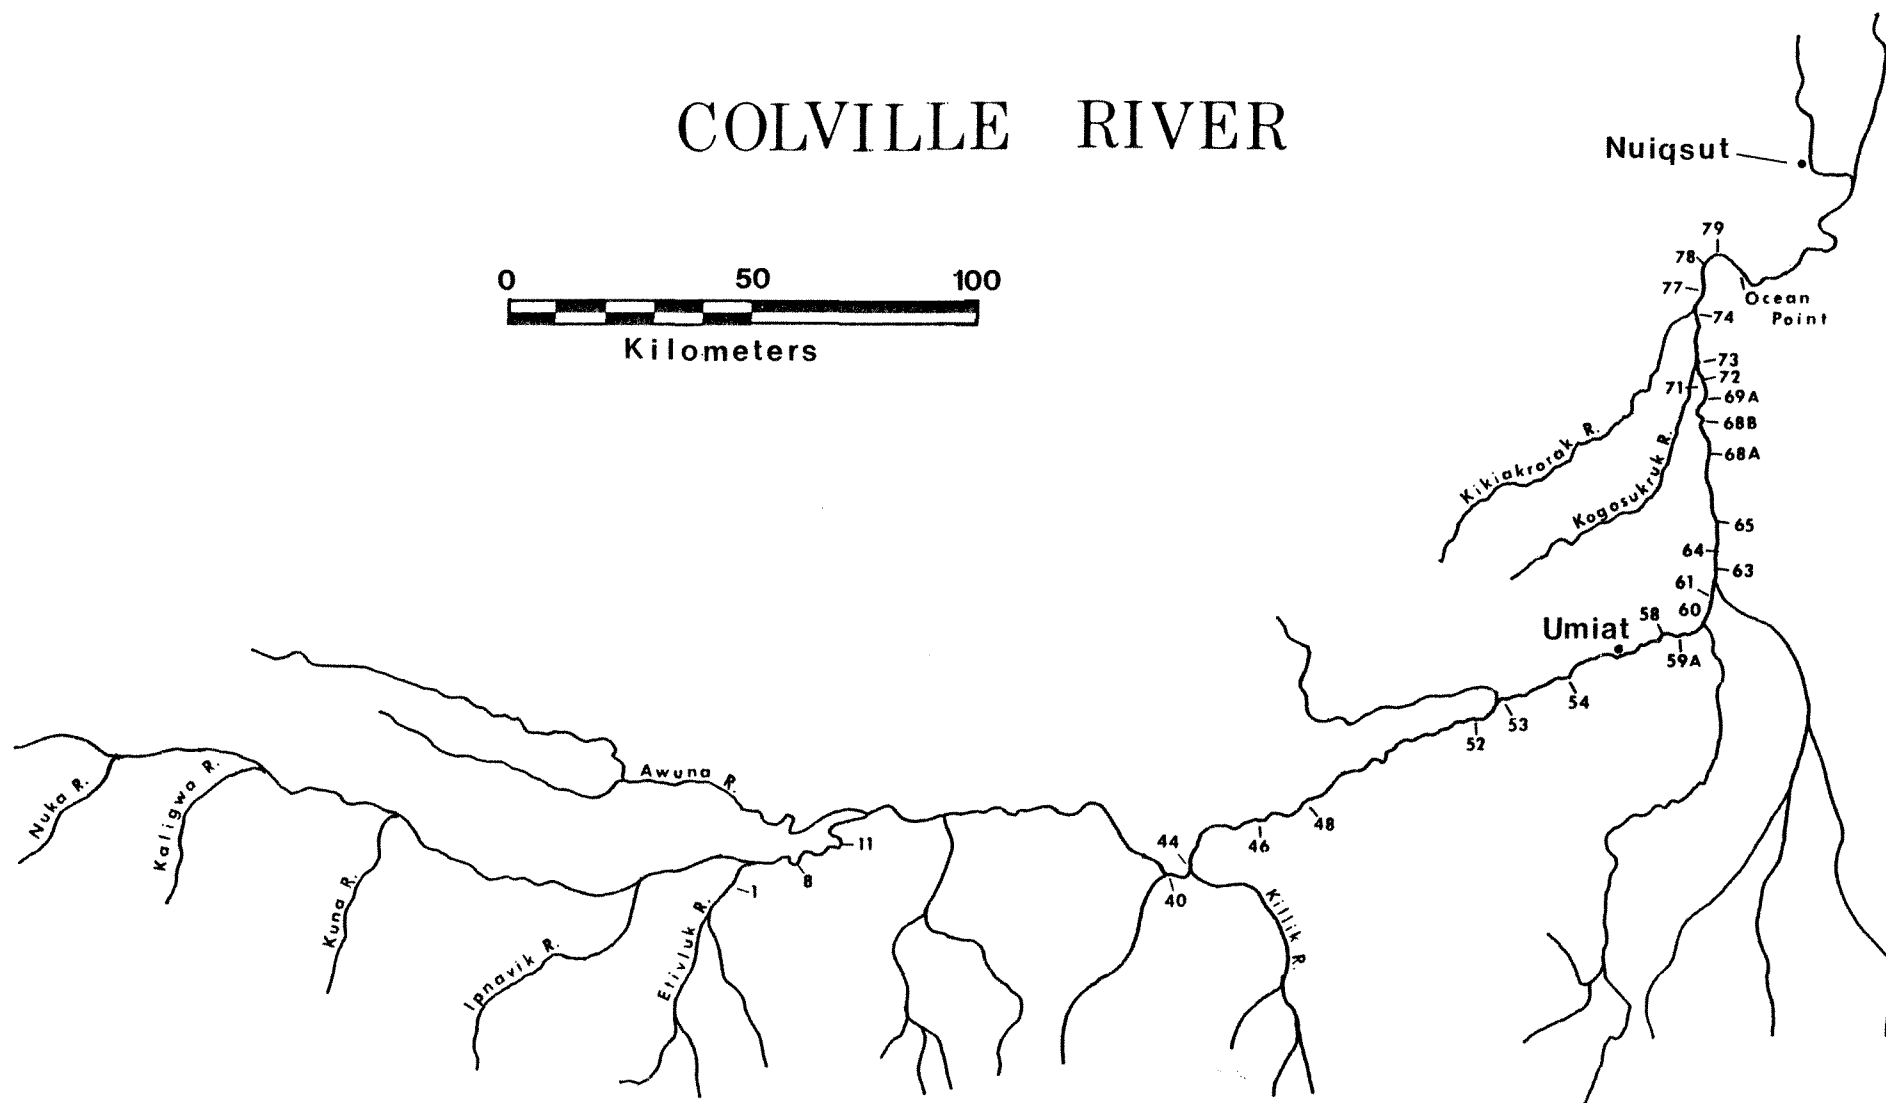 COLVILLE RIVER
Nuiqsut
79
78
0 50 100
77
Ocean
Point
74
Kilometers
73
72
71
69A
68B
Kikiakrorak R.
68A
Kogosukruk R.
65
64
63
61
60
58
Umiat
59A
54
53
52
Awuna R.
Nuka R.
Kaligwa R.
48
46
44
11
8
1
40
Kuna R.
Ipnavik R.
Etivluk R.
Killik R.